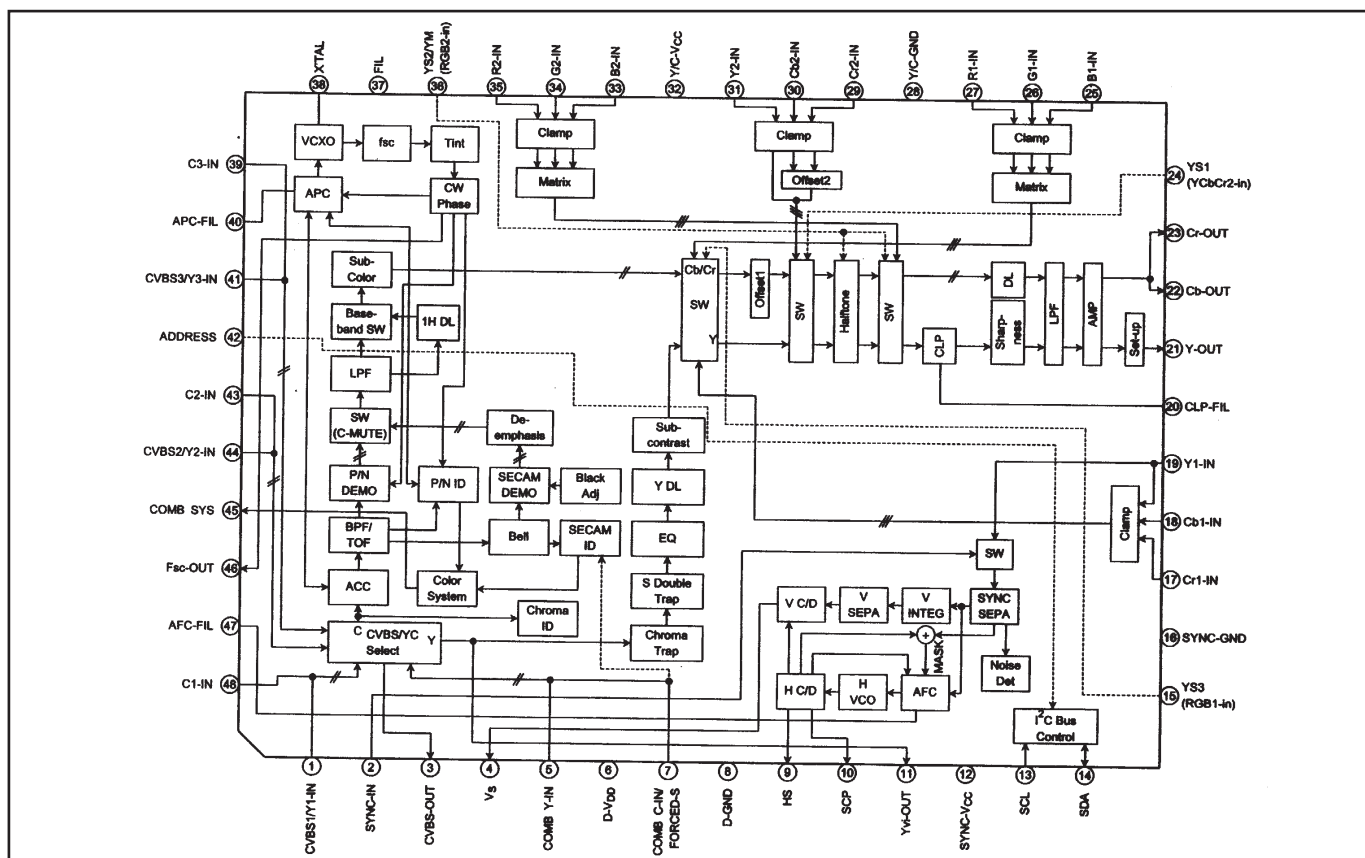 X'TAL
FIL
YS2/YM
(RGB2-in)
R2-IN
G2-IN
B2-IN
Y/C-VCC
Y2-IN
Cb2-IN
Cr2-IN
Y/C-GND
R1-IN
G1-IN
B1-IN
38
37
36
35
34
33
32
31
30
29
28
27
26
25
VCXO
fsc
Tint
Clamp
Clamp
Clamp
C3-IN
39
APC
CW
Phase
Matrix
Offset2
Matrix
24
YS1
(YCbCr2-in)
APC-FIL
40
23
Cr-OUT
CVBS3/Y3-IN
41
Sub-
Color
Cb/Cr
SW
Y
Offset1
SW
Halftone
SW
DL
LPF
AMP
22
Cb-OUT
Base-
band SW
1H DL
Sharp-
ness
Set-up
ADDRESS
42
CLP
21
Y-OUT
LPF
C2-IN
43
20
CLP-FIL
SW
(C-MUTE)
De-
emphasis
Sub-
contrast
CVBS2/Y2-IN
44
19
Y1-IN
P/N
DEMO
P/N ID
SECAM
DEMO
Black
Adj
Y DL
COMB SYS
45
Clamp
18
Cb1-IN
BPF/
TOF
Bell
SECAM
ID
EQ
SW
Fsc-OUT
46
17
Cr1-IN
ACC
Color
System
S Double
Trap
V C/D
V
SEPA
V
INTEG
SYNC
SEPA
AFC-FIL
47
Chroma
ID
C
CVBS/YC
Select
Y
Chroma
Trap
+
MASK
16
SYNC-GND
Noise
Det
C1-IN
48
H C/D
H
VCO
AFC
15
YS3
(RGB1-in)
I2C Bus
Control
1
2
3
4
5
6
7
8
9
10
11
12
13
14
CVBS1/Y1-IN
SYNC-IN
CVBS-OUT
VS
COMB Y-IN
D-VDD
COMB C-IN/
FORCED-S
D-GND
HS
SCP
Yvi-OUT
SYNC-VCC
SCL
SDA